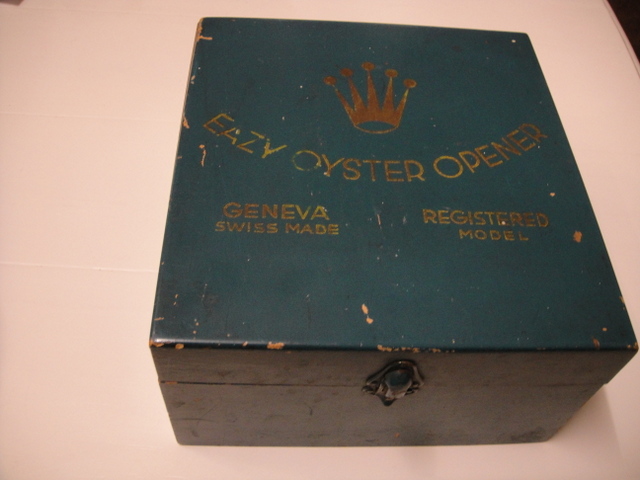 EAZY OYSTER OPENER
GENEVA
SWISS MADE
REGISTERED
MODEL